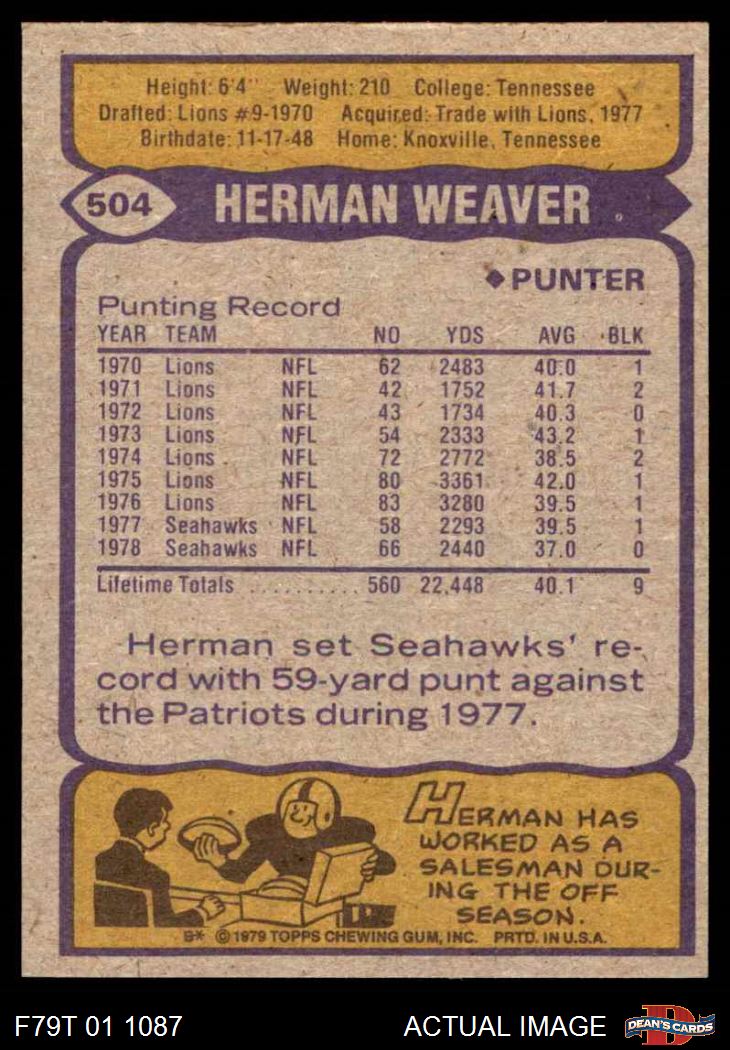 Height: 6'4" Weight: 210 College: Tennessee
Drafted: Lions #9-1970 Acquired: Trade with Lions, 1977
Birthdate: 11-17-48 Home: Knoxville, Tennessee
504 HERMAN WEAVER
PUNTER
Punting Record
YEAR TEAM NO YDS AVG BLK
1970 Lions NFL 62 2483 40.0 1
1971 Lions NFL 42 1752 41.7 2
1972 Lions NFL 43 1734 40.3 0
1973 Lions NFL 54 2333 43.2 1
1974 Lions NFL 72 2772 38.5 2
1975 Lions NFL 80 3361 42.0 1
1976 Lions NFL 83 3280 39.5 1
1977 Seahawks NFL 58 2293 39.5 1
1978 Seahawks NFL 66 2440 37.0 0
Lifetime Totals .......... 560 22,448 40.1 9
Herman set Seahawks' re-
cord with 59-yard punt against
the Patriots during 1977.
HERMAN HAS
WORKED AS A
SALESMAN DUR-
ING THE OFF
SEASON.
B* © 1979 TOPPS CHEWING GUM, INC. PRTD. IN U.S.A.
F79T 01 1087 ACTUAL IMAGE D DEAN'S CARDS